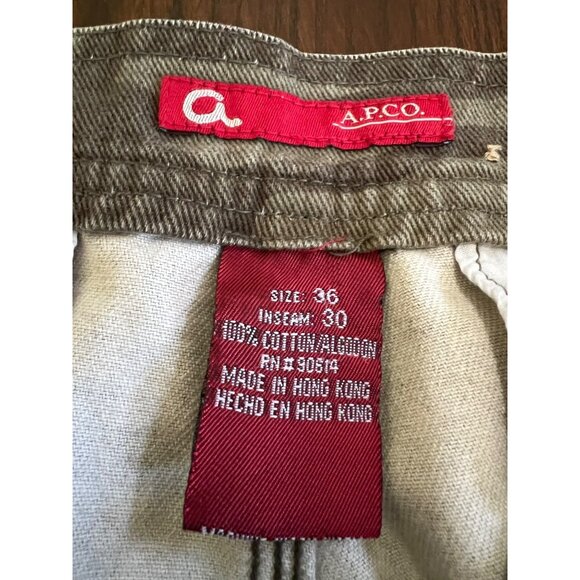 a
A.P.CO.
SIZE: 36
INSEAM: 30
100% COTTON/ALGODON
RN#90614
MADE IN HONG KONG
HECHO EN HONG KONG